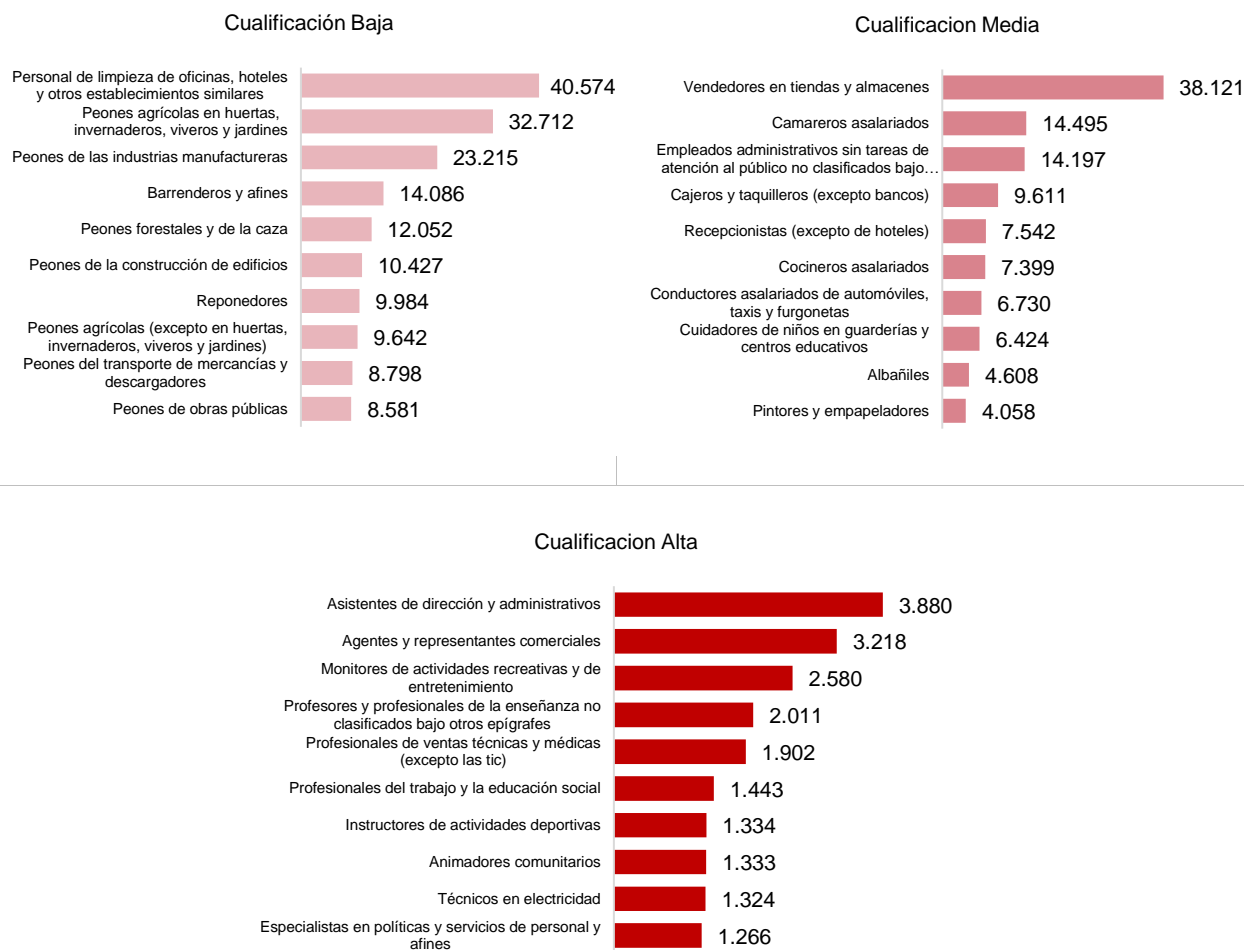 Cualificación Baja
Personal de limpieza de oficinas, hoteles
y otros establecimientos similares
40.574
Peones agrícolas en huertas,
invernaderos, viveros y jardines
32.712
Peones de las industrias manufactureras
23.215
Barrenderos y afines
14.086
Peones forestales y de la caza
12.052
Peones de la construcción de edificios
10.427
Reponedores
9.984
Peones agrícolas (excepto en huertas,
invernaderos, viveros y jardines)
9.642
Peones del transporte de mercancías y
descargadores
8.798
Peones de obras públicas
8.581
Cualificacion Media
Vendedores en tiendas y almacenes
38.121
Camareros asalariados
14.495
Empleados administrativos sin tareas de
atención al público no clasificados bajo…
14.197
Cajeros y taquilleros (excepto bancos)
9.611
Recepcionistas (excepto de hoteles)
7.542
Cocineros asalariados
7.399
Conductores asalariados de automóviles,
taxis y furgonetas
6.730
Cuidadores de niños en guarderías y
centros educativos
6.424
Albañiles
4.608
Pintores y empapeladores
4.058
Cualificacion Alta
Asistentes de dirección y administrativos
3.880
Agentes y representantes comerciales
3.218
Monitores de actividades recreativas y de
entretenimiento
2.580
Profesores y profesionales de la enseñanza no
clasificados bajo otros epígrafes
2.011
Profesionales de ventas técnicas y médicas
(excepto las tic)
1.902
Profesionales del trabajo y la educación social
1.443
Instructores de actividades deportivas
1.334
Animadores comunitarios
1.333
Técnicos en electricidad
1.324
Especialistas en políticas y servicios de personal y
afines
1.266